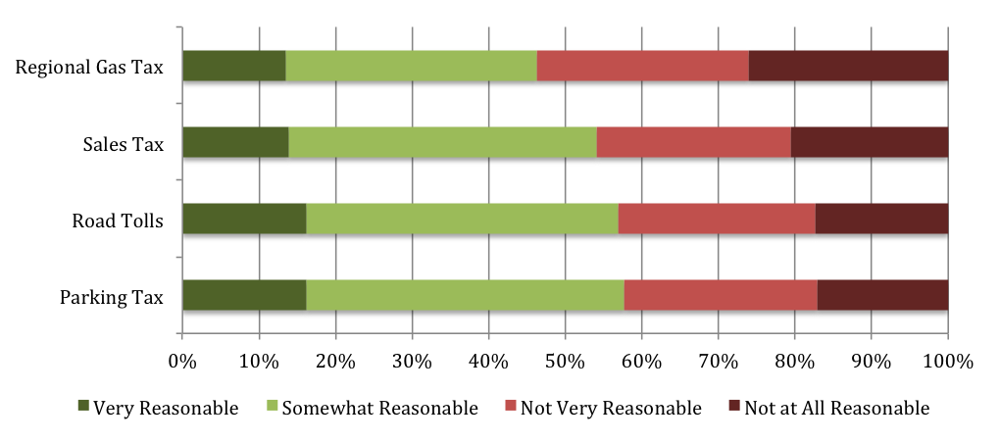 Regional Gas Tax
Sales Tax
Road Tolls
Parking Tax
0% 10% 20% 30% 40% 50% 60% 70% 80% 90% 100%
Very Reasonable Somewhat Reasonable Not Very Reasonable Not at All Reasonable